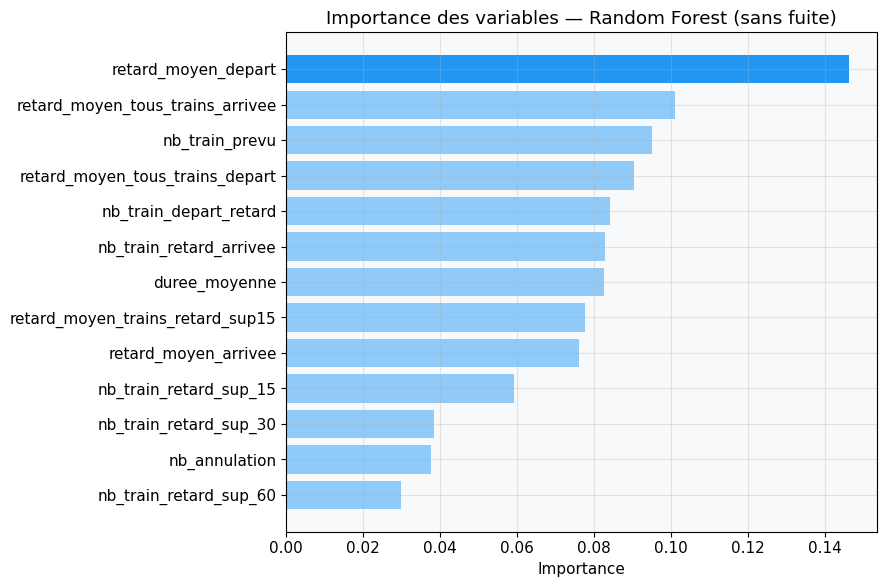 Importance des variables — Random Forest (sans fuite)
retard_moyen_depart
retard_moyen_tous_trains_arrivee
nb_train_prevu
retard_moyen_tous_trains_depart
nb_train_depart_retard
nb_train_retard_arrivee
duree_moyenne
retard_moyen_trains_retard_sup15
retard_moyen_arrivee
nb_train_retard_sup_15
nb_train_retard_sup_30
nb_annulation
nb_train_retard_sup_60
0.00 0.02 0.04 0.06 0.08 0.10 0.12 0.14
Importance